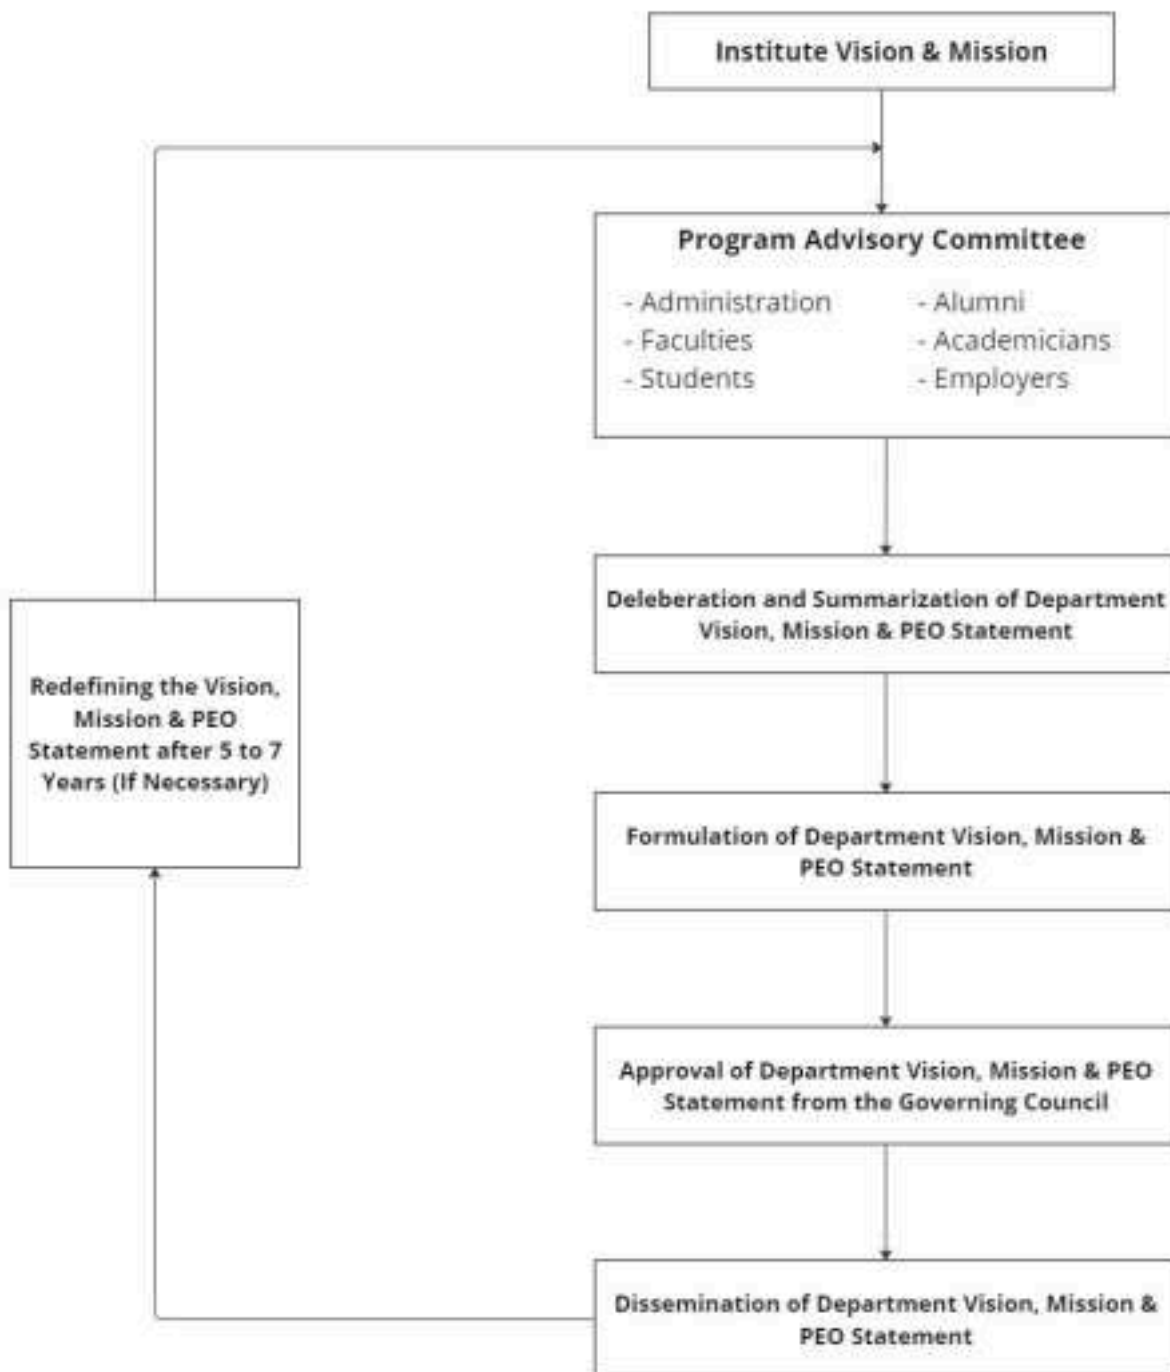 Institute Vision & Mission
Program Advisory Committee
- Administration
- Faculties
- Students
- Alumni
- Academicians
- Employers
Deleberation and Summarization of Department
Vision, Mission & PEO Statement
Redefining the Vision,
Mission & PEO
Statement after 5 to 7
Years (If Necessary)
Formulation of Department Vision, Mission &
PEO Statement
Approval of Department Vision, Mission & PEO
Statement from the Governing Council
Dissemination of Department Vision, Mission &
PEO Statement